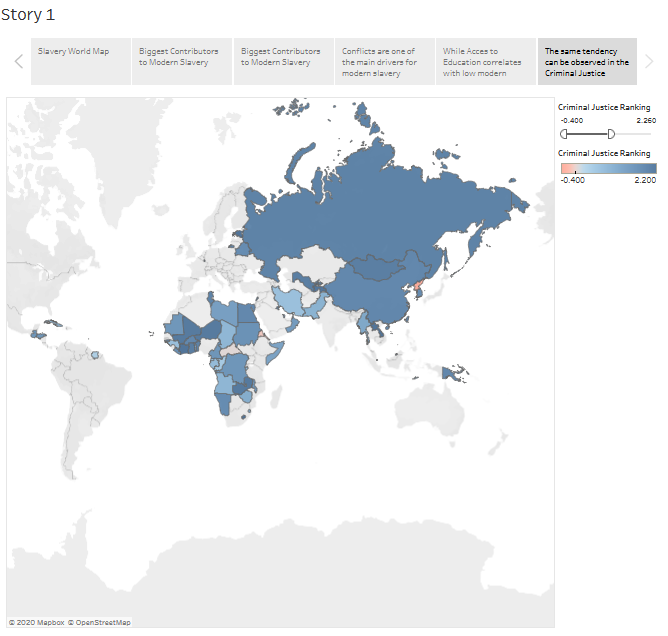 Story 1
Slavery World Map
Biggest Contributors
to Modern Slavery
Biggest Contributors
to Modern Slavery
Conflicts are one of
the main drivers for
modern slavery
While Acces to
Education correlates
with low modern
The same tendency
can be observed in the
Criminal Justice
Criminal Justice Ranking
-0.400 2.260
Criminal Justice Ranking
-0.400 2.200
© 2020 Mapbox © OpenStreetMap